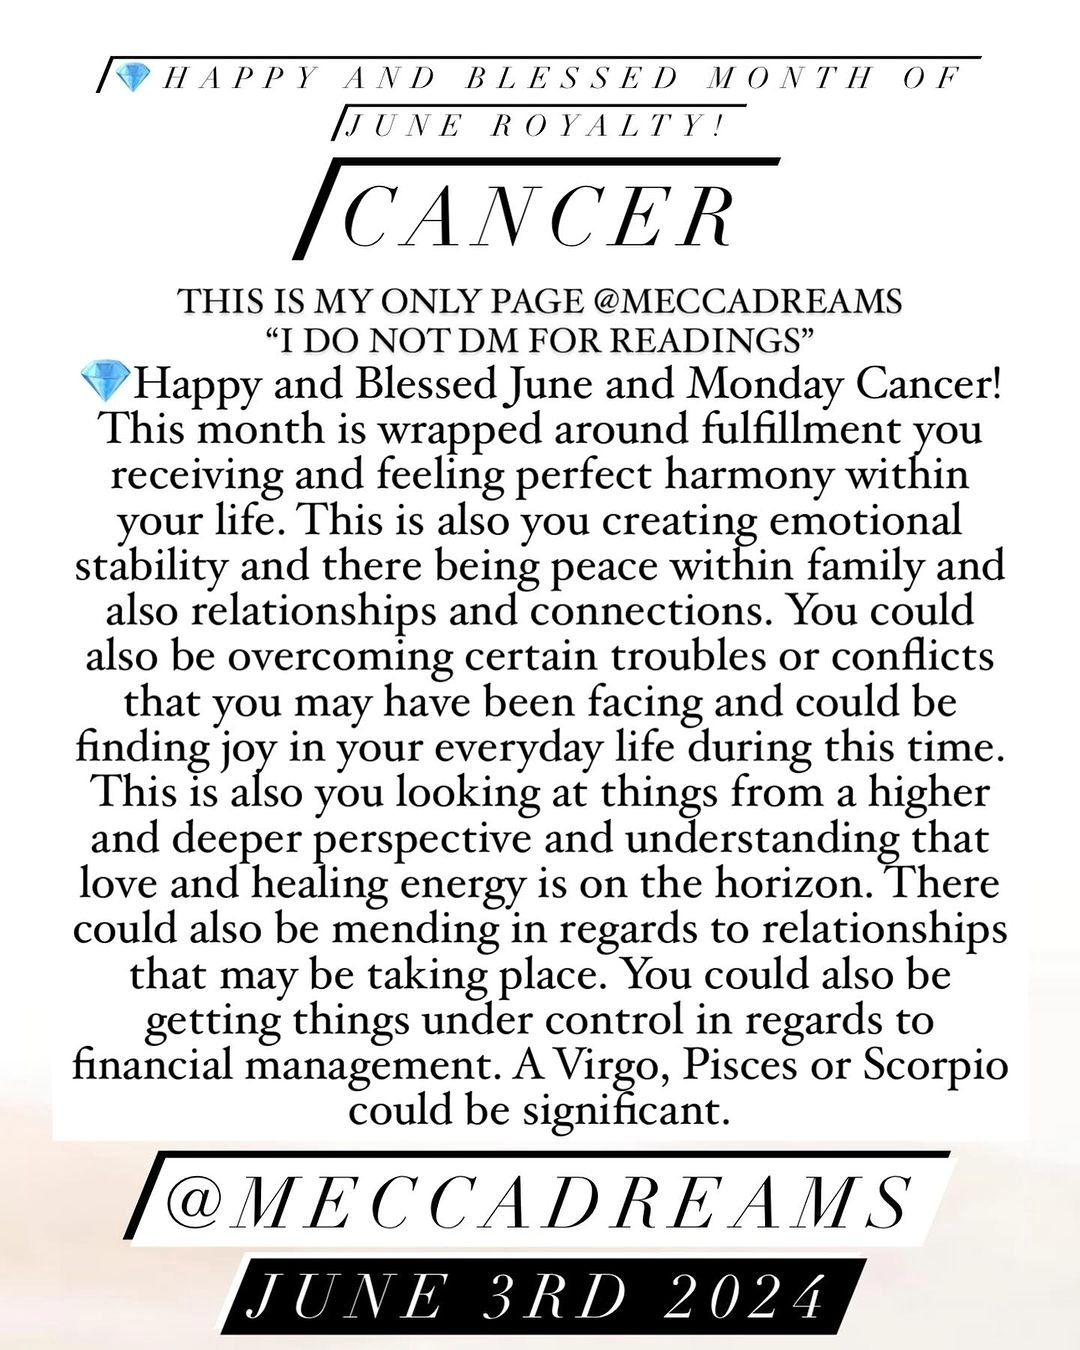 💎HAPPY AND BLESSED MONTH OF
JUNE ROYALTY!
CANCER
THIS IS MY ONLY PAGE @MECCADREAMS
“I DO NOT DM FOR READINGS”
💎Happy and Blessed June and Monday Cancer!
This month is wrapped around fulfillment you
receiving and feeling perfect harmony within
your life. This is also you creating emotional
stability and there being peace within family and
also relationships and connections. You could
also be overcoming certain troubles or conflicts
that you may have been facing and could be
finding joy in your everyday life during this time.
This is also you looking at things from a higher
and deeper perspective and understanding that
love and healing energy is on the horizon. There
could also be mending in regards to relationships
that may be taking place. You could also be
getting things under control in regards to
financial management. A Virgo, Pisces or Scorpio
could be significant.
@MECCADREAMS
JUNE 3RD 2024